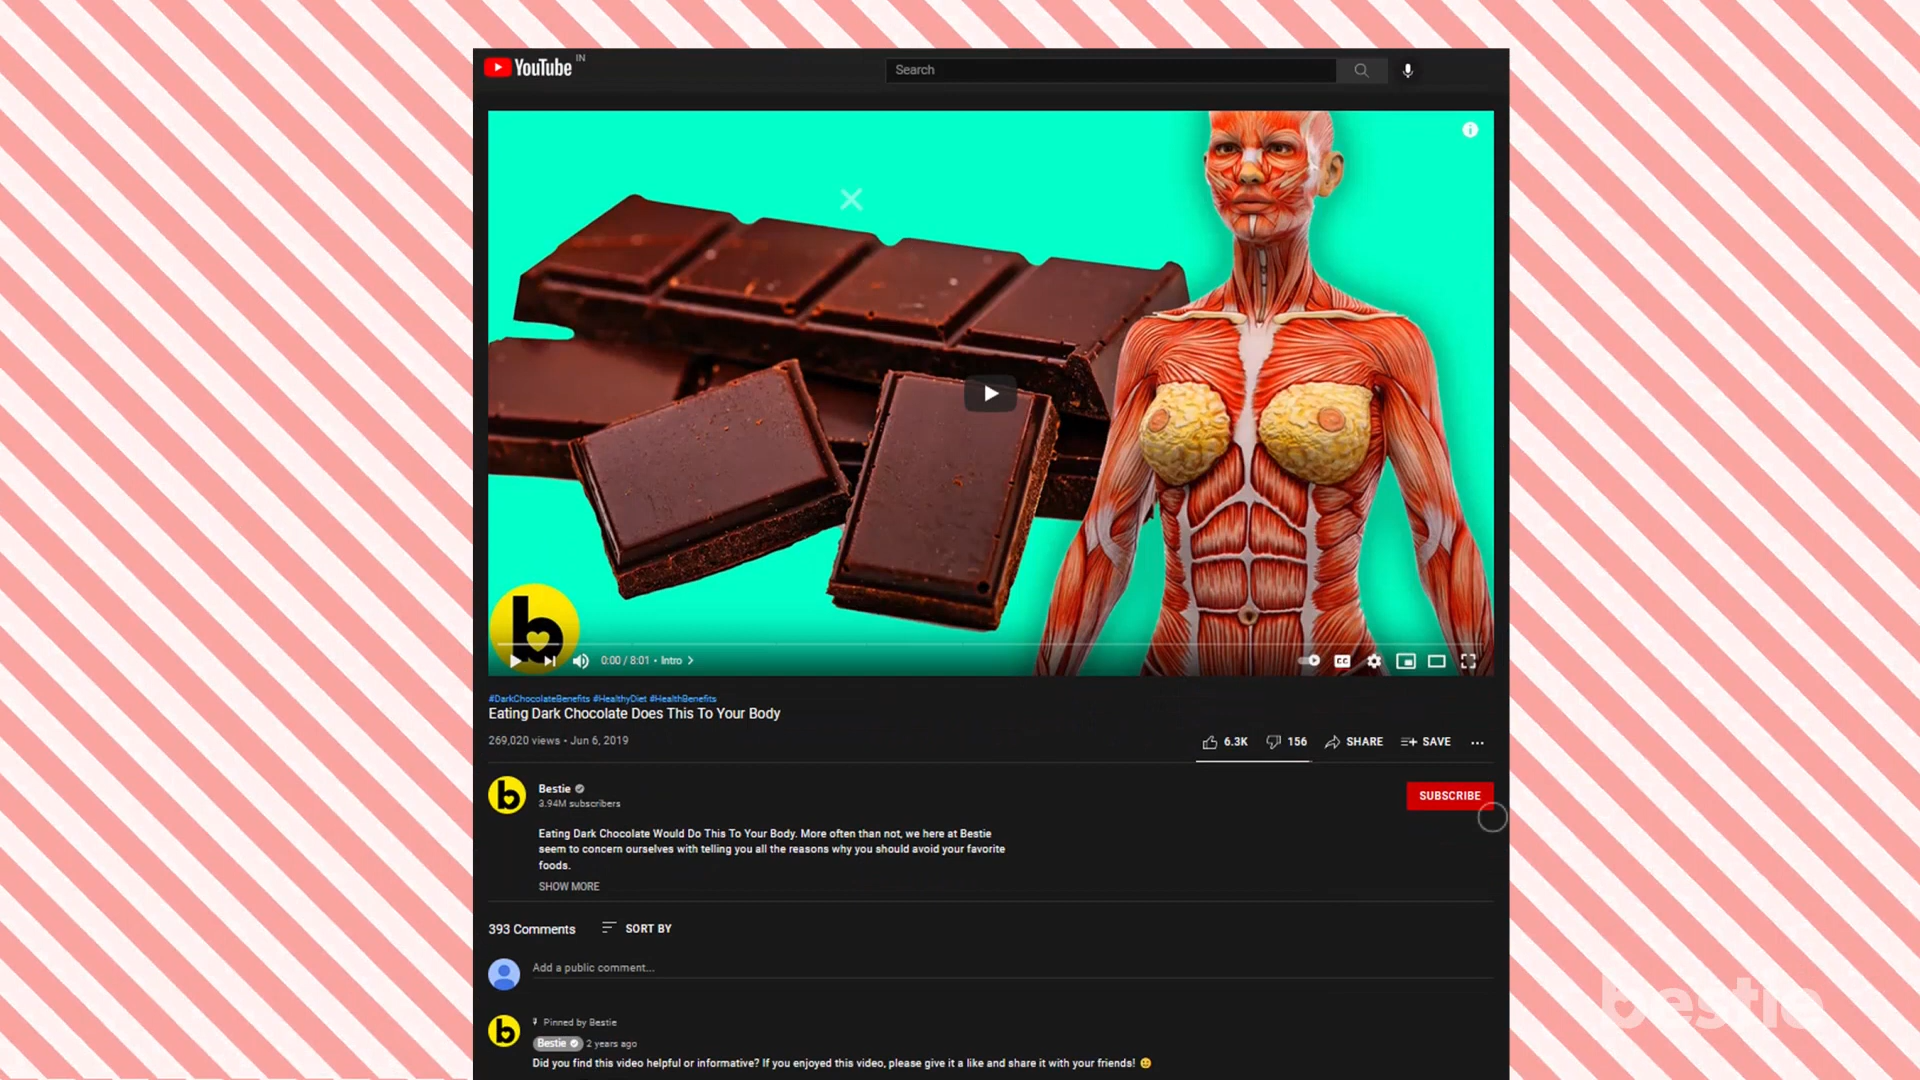 YouTube IN
Search
b
0:00 / 8:01 • Intro
CC
#DarkChocolateBenefits #HealthyDiet #HealthBenefits
Eating Dark Chocolate Does This To Your Body
269,020 views • Jun 6, 2019
6.3K
156
SHARE
SAVE
b
Bestie
3.94M subscribers
SUBSCRIBE
Eating Dark Chocolate Would Do This To Your Body. More often than not, we here at Bestie
seem to concern ourselves with telling you all the reasons why you should avoid your favorite
foods.
SHOW MORE
393 Comments
SORT BY
Add a public comment...
b
Pinned by Bestie
Bestie 2 years ago
Did you find this video helpful or informative? If you enjoyed this video, please give it a like and share it with your friends!
bestie